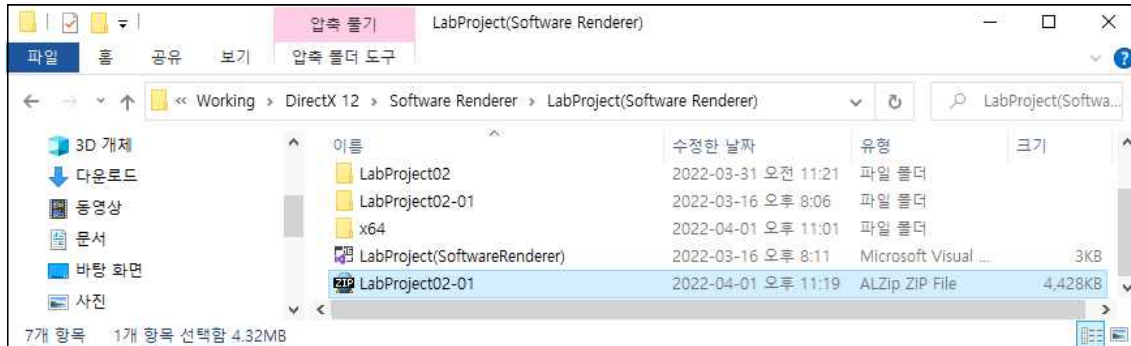 압축 풀기 LabProject(Software Renderer)
파일 홈 공유 보기 압축 폴더 도구
« Working › DirectX 12 › Software Renderer › LabProject(Software Renderer) LabProject(Softwa...
3D 개체
다운로드
동영상
문서
바탕 화면
사진
이름 수정한 날짜 유형 크기
LabProject02 2022-03-31 오전 11:21 파일 폴더
LabProject02-01 2022-03-16 오후 8:06 파일 폴더
x64 2022-04-01 오후 11:01 파일 폴더
LabProject(SoftwareRenderer) 2022-03-16 오후 8:11 Microsoft Visual ... 3KB
ZIP LabProject02-01 2022-04-01 오후 11:19 ALZip ZIP File 4,428KB
7개 항목 1개 항목 선택함 4.32MB